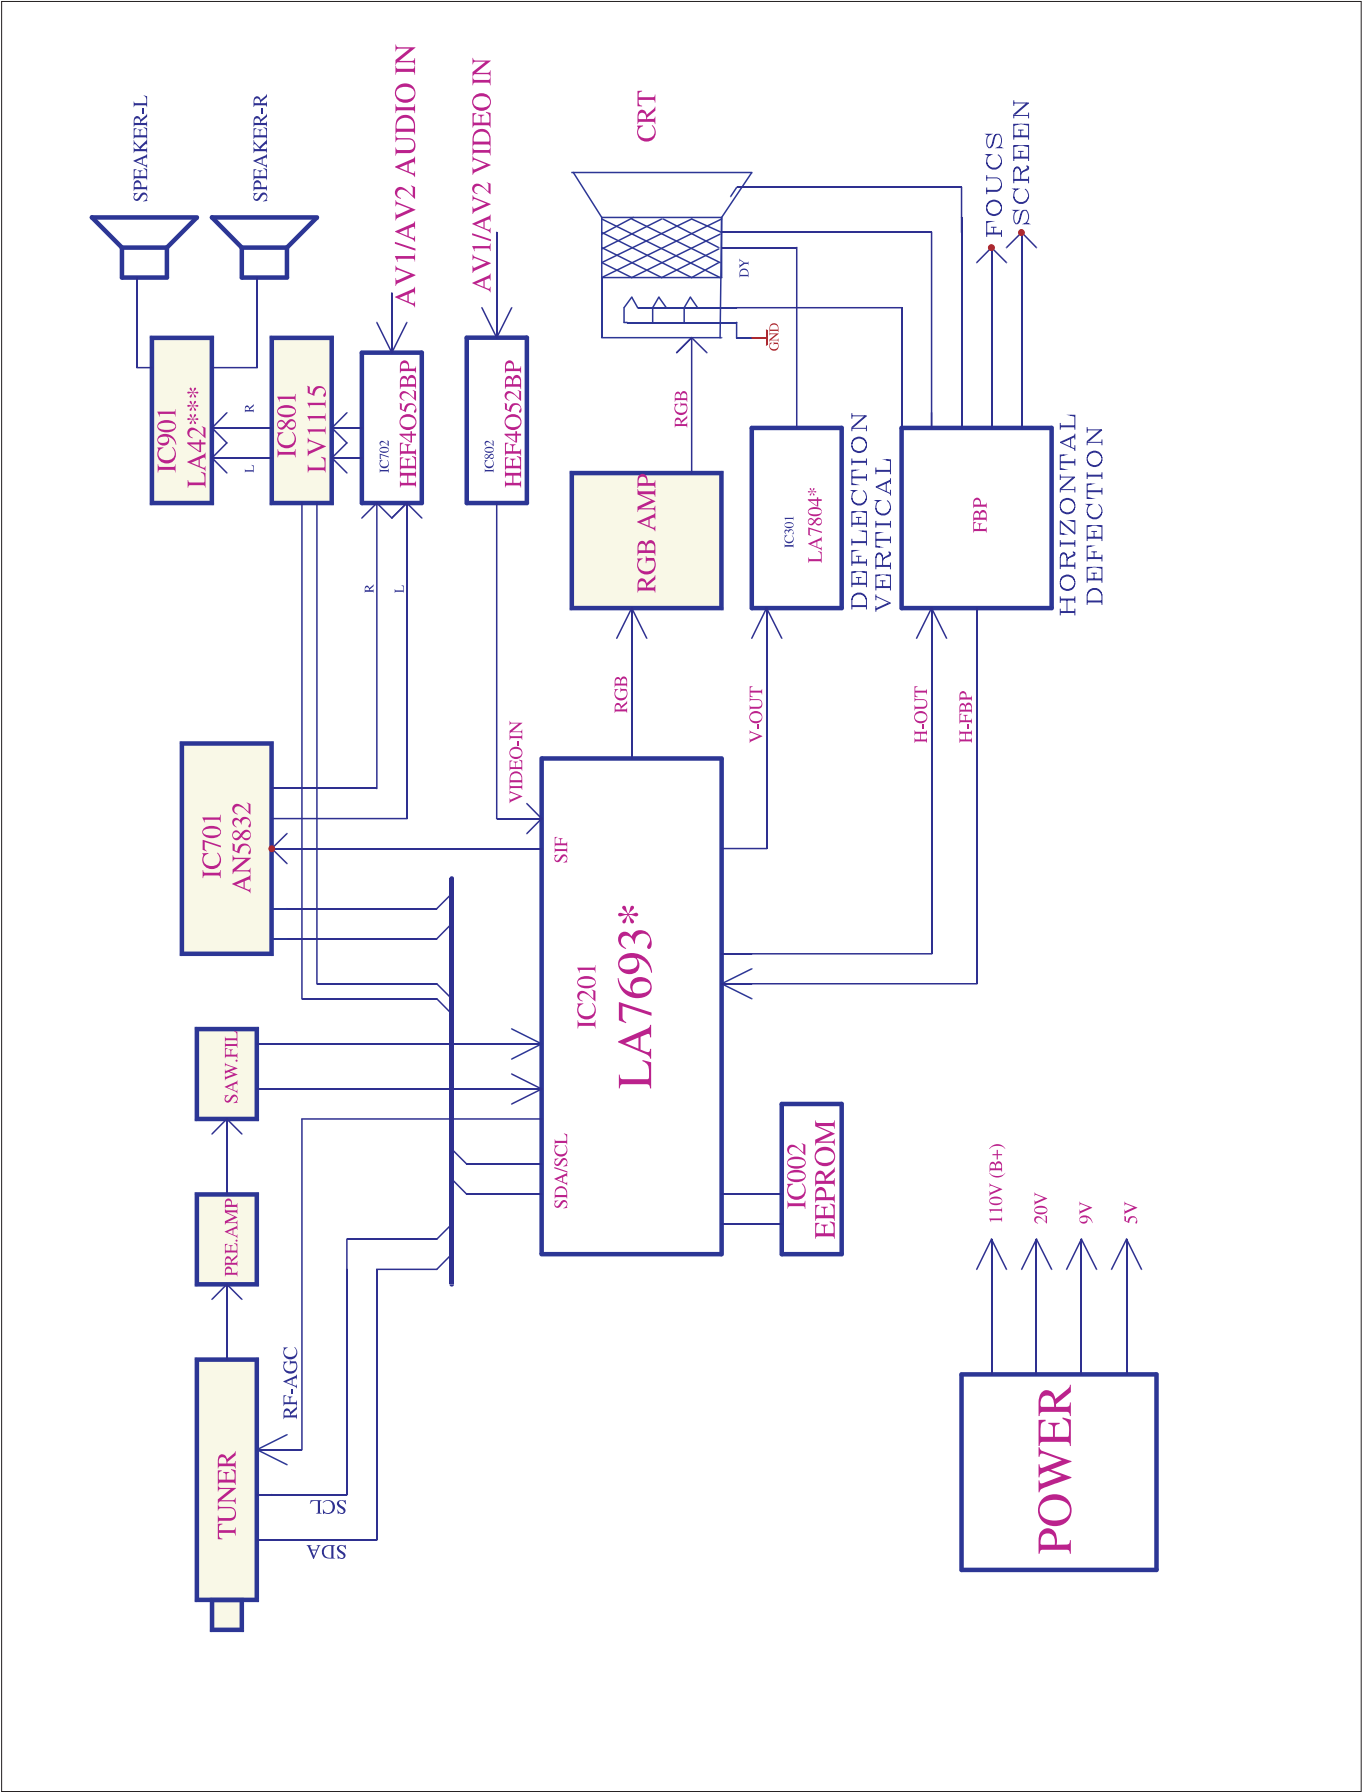 TUNER
SDA
SCL
RF-AGC
PRE.AMP
SAW.FIL
IC701
AN5832
R
L
IC901
LA42***
L
R
IC801
LV1115
IC702
HEF4O52BP
IC802
HEF4O52BP
SPEAKER-L
SPEAKER-R
AV1/AV2 AUDIO IN
AV1/AV2 VIDEO IN
VIDEO-IN
SIF
SDA/SCL
IC201
LA7693*
IC002
EEPROM
RGB
RGB AMP
RGB
CRT
DY
GND
V-OUT
IC301
LA7804*
DEFLECTION
VERTICAL
H-OUT
H-FBP
FBP
HORIZONTAL
DEFECTION
FOUCS
SCREEN
POWER
110V (B+)
20V
9V
5V